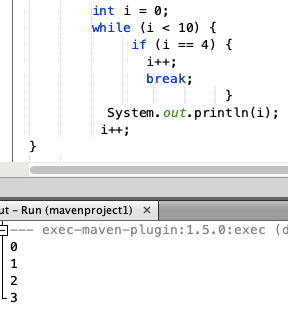 int i = 0;
while (i < 10) {
if (i == 4) {
i++;
break;
}
System.out.println(i);
i++;
}
ut – Run (mavenproject1) ×
--- exec-maven-plugin:1.5.0:exec (d
0
1
2
3